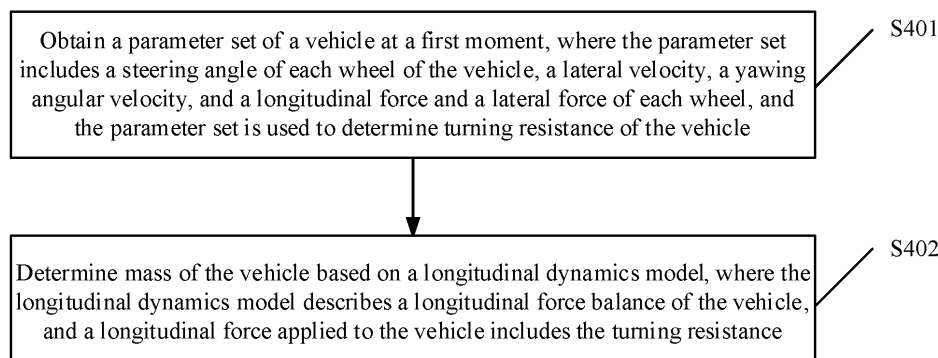 Obtain a parameter set of a vehicle at a first moment, where the parameter set
includes a steering angle of each wheel of the vehicle, a lateral velocity, a yawing
angular velocity, and a longitudinal force and a lateral force of each wheel, and
the parameter set is used to determine turning resistance of the vehicle
S401
Determine mass of the vehicle based on a longitudinal dynamics model, where the
longitudinal dynamics model describes a longitudinal force balance of the vehicle,
and a longitudinal force applied to the vehicle includes the turning resistance
S402